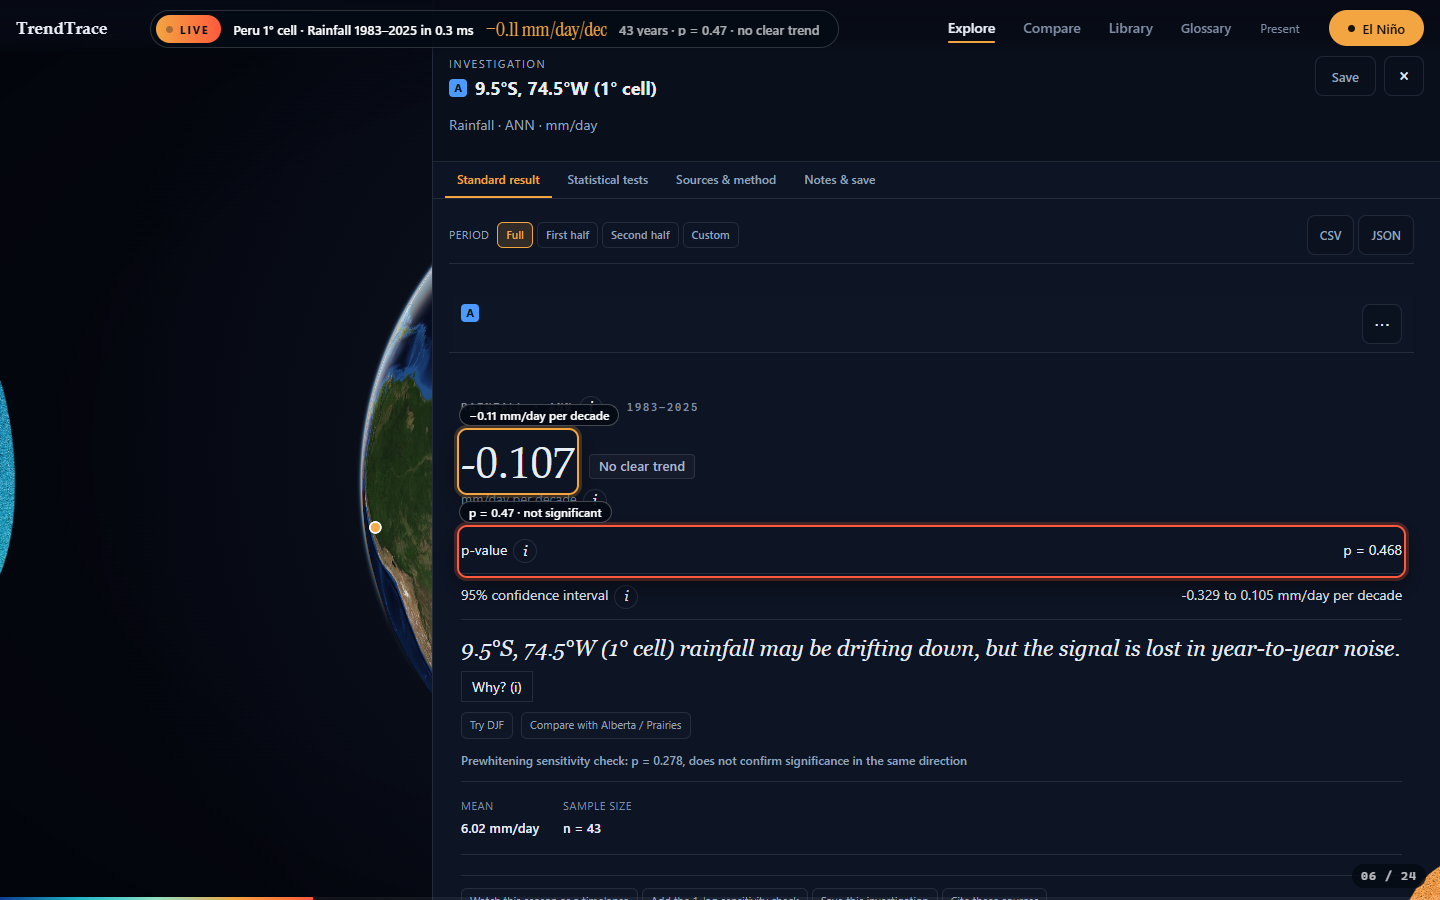 TrendTrace
LIVE Peru 1° cell · Rainfall 1983–2025 in 0.3 ms −0.11 mm/day/dec 43 years · p = 0.47 · no clear trend
Explore Compare Library Glossary Present El Niño
INVESTIGATION
A 9.5°S, 74.5°W (1° cell)
Save ×
Rainfall · ANN · mm/day
Standard result Statistical tests Sources & method Notes & save
PERIOD Full First half Second half Custom CSV JSON
A ...
1983–2025
−0.11 mm/day per decade
-0.107 No clear trend
mm/day per decade i
p = 0.47 · not significant
p-value i p = 0.468
95% confidence interval i -0.329 to 0.105 mm/day per decade
9.5°S, 74.5°W (1° cell) rainfall may be drifting down, but the signal is lost in year-to-year noise.
Why? (i)
Try DJF Compare with Alberta / Prairies
Prewhitening sensitivity check: p = 0.278, does not confirm significance in the same direction
MEAN SAMPLE SIZE
6.02 mm/day n = 43
06 / 24